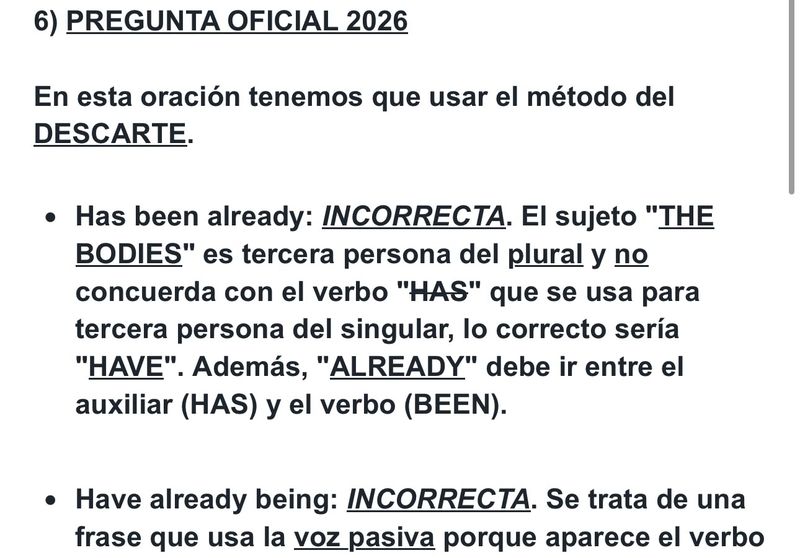 6) PREGUNTA OFICIAL 2026
En esta oración tenemos que usar el método del
DESCARTE.
• Has been already: INCORRECTA. El sujeto "THE
BODIES" es tercera persona del plural y no
concuerda con el verbo "HAS" que se usa para
tercera persona del singular, lo correcto sería
"HAVE". Además, "ALREADY" debe ir entre el
auxiliar (HAS) y el verbo (BEEN).
• Have already being: INCORRECTA. Se trata de una
frase que usa la voz pasiva porque aparece el verbo